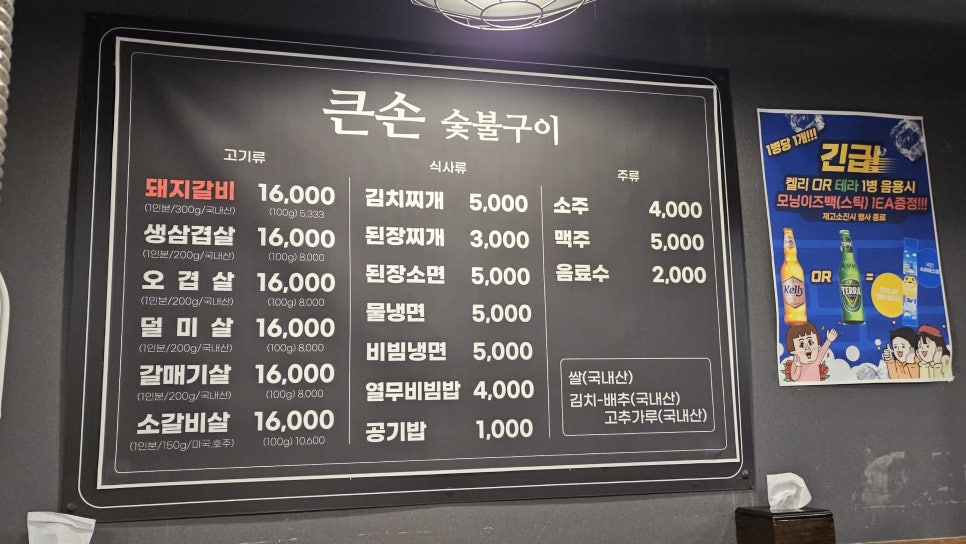 큰손 숯불구이
고기류
돼지갈비 16,000
(1인분/300g/국내산) (100g) 5,333
생삼겹살 16,000
(1인분/200g/국내산) (100g) 8,000
오겹살 16,000
(1인분/200g/국내산) (100g) 8,000
덜미살 16,000
(1인분/200g/국내산) (100g) 8,000
갈매기살 16,000
(1인분/200g/국내산) (100g) 8,000
소갈비살 16,000
(1인분/150g/미국,호주) (100g) 10,600
식사류
김치찌개 5,000
된장찌개 3,000
된장소면 5,000
물냉면 5,000
비빔냉면 5,000
열무비빔밥 4,000
공기밥 1,000
주류
소주 4,000
맥주 5,000
음료수 2,000
쌀(국내산)
김치-배추(국내산)
고추가루(국내산)
1병당 1개!!!
긴급
켈리 OR 테라 1병 음용시
모닝이즈백(스틱) 1EA증정!!!
재고소진시 행사 종료
Kelly
OR
TERRA
=